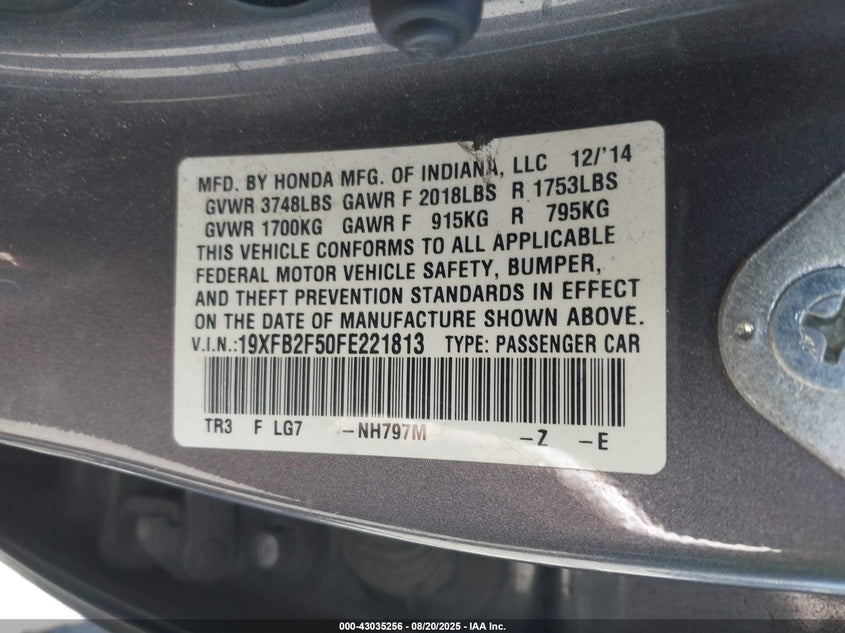 MFD. BY HONDA MFG. OF INDIANA, LLC 12/'14
GVWR 3748LBS GAWR F 2018LBS R 1753LBS
GVWR 1700KG GAWR F 915KG R 795KG
THIS VEHICLE CONFORMS TO ALL APPLICABLE
FEDERAL MOTOR VEHICLE SAFETY, BUMPER,
AND THEFT PREVENTION STANDARDS IN EFFECT
ON THE DATE OF MANUFACTURE SHOWN ABOVE.
V.I.N.:19XFB2F50FE221813 TYPE: PASSENGER CAR
TR3 F LG7 -NH797M -Z -E
000-43035256 | 08/20/2025 - IAA Inc.